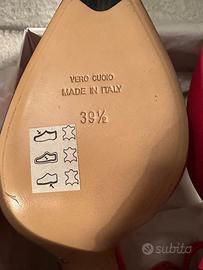 VERO CUOIO
MADE IN ITALY
39½
subito